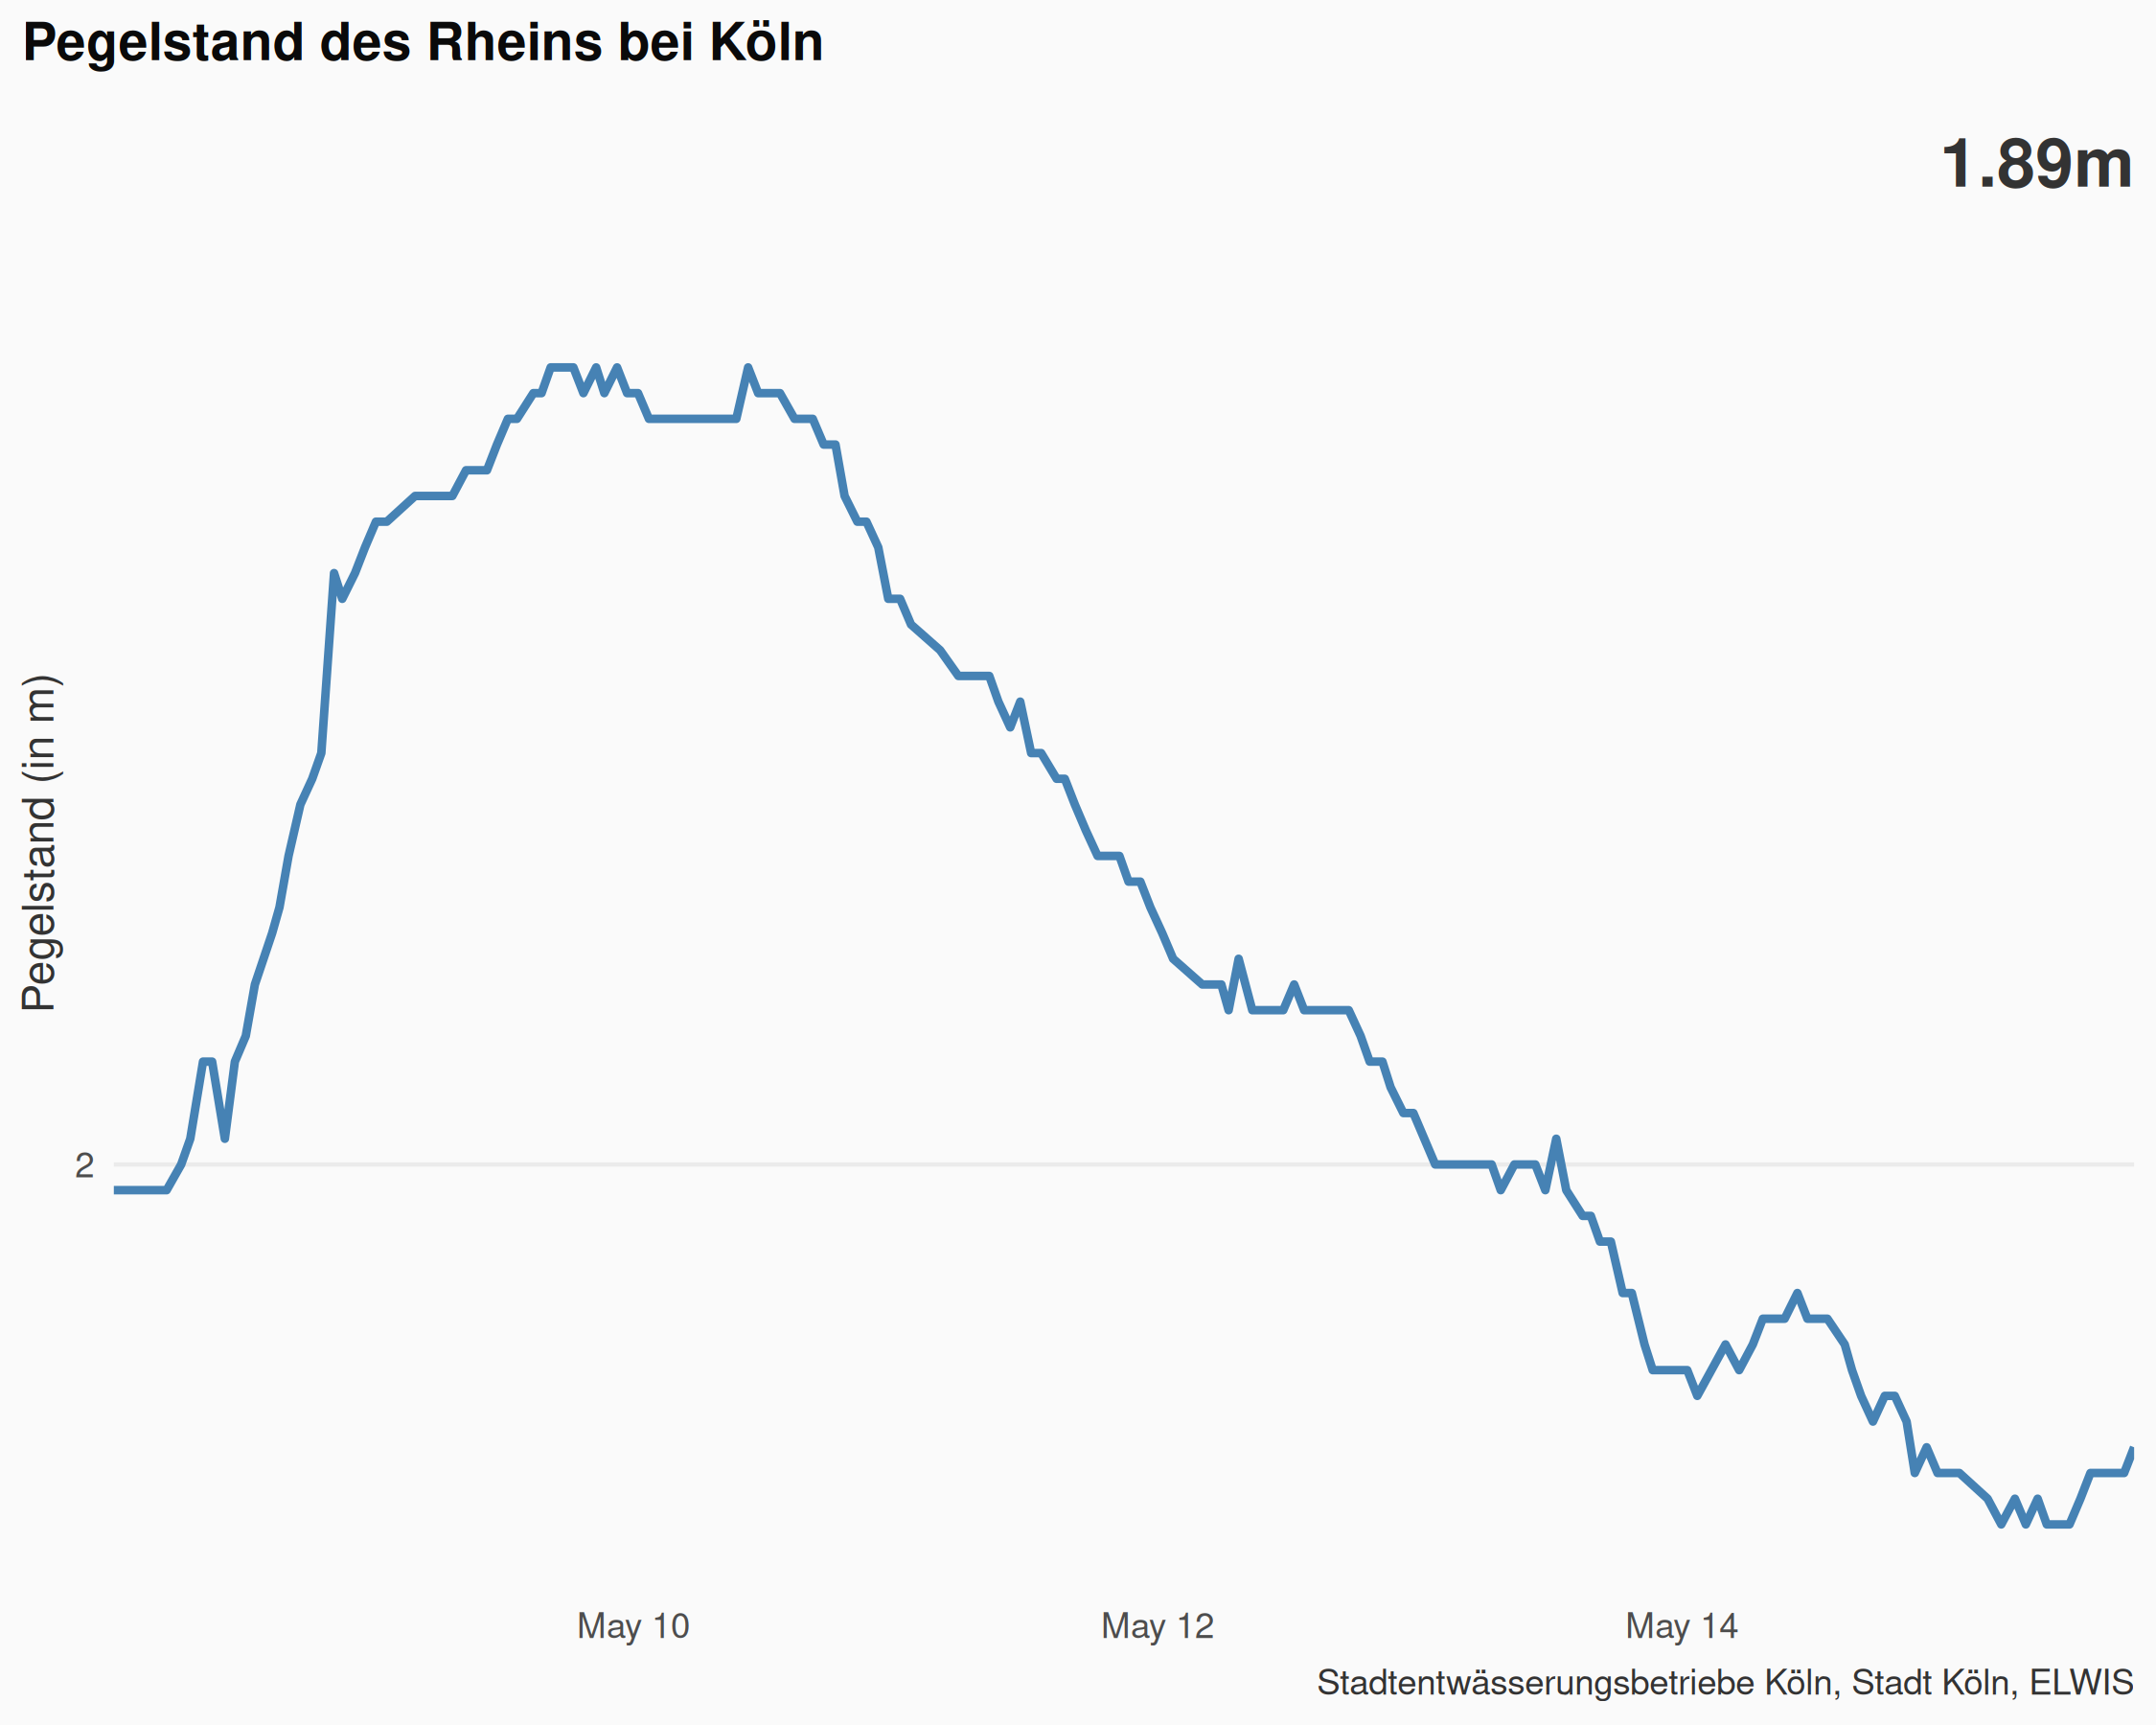 Pegelstand des Rheins bei Köln
1.89m
Pegelstand (in m)
2
May 10
May 12
May 14
Stadtentwässerungsbetriebe Köln, Stadt Köln, ELWIS